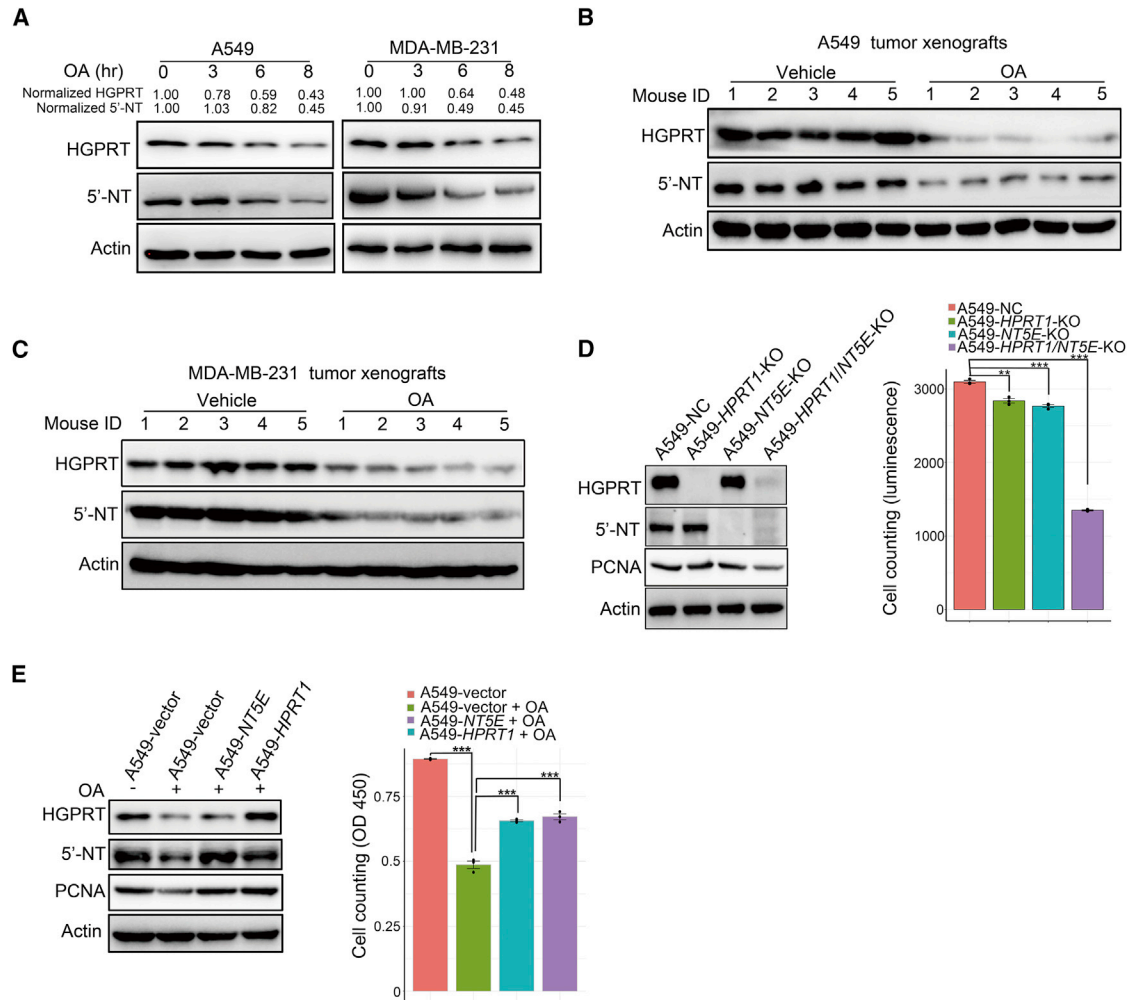 A
A549
MDA-MB-231
OA (hr) 0 3 6 8 0 3 6 8
Normalized HGPRT 1.00 0.78 0.59 0.43 1.00 1.00 0.64 0.48
Normalized 5'-NT 1.00 1.03 0.82 0.45 1.00 0.91 0.49 0.45
HGPRT
5'-NT
Actin
B
A549 tumor xenografts
Vehicle OA
Mouse ID 1 2 3 4 5 1 2 3 4 5
HGPRT
5'-NT
Actin
C
MDA-MB-231 tumor xenografts
Vehicle OA
Mouse ID 1 2 3 4 5 1 2 3 4 5
HGPRT
5'-NT
Actin
D
A549-NC
A549-HPRT1-KO
A549-NT5E-KO
A549-HPRT1/NT5E-KO
HGPRT
5'-NT
PCNA
Actin
A549-NC
A549-HPRT1-KO
A549-NT5E-KO
A549-HPRT1/NT5E-KO
***
***
**
Cell counting (luminescence)
3000
2000
1000
0
E
A549-vector
A549-vector
A549-NT5E
A549-HPRT1
OA - + + +
HGPRT
5'-NT
PCNA
Actin
A549-vector
A549-vector + OA
A549-NT5E + OA
A549-HPRT1 + OA
***
***
***
Cell counting (OD 450)
0.75
0.5
0.25
0